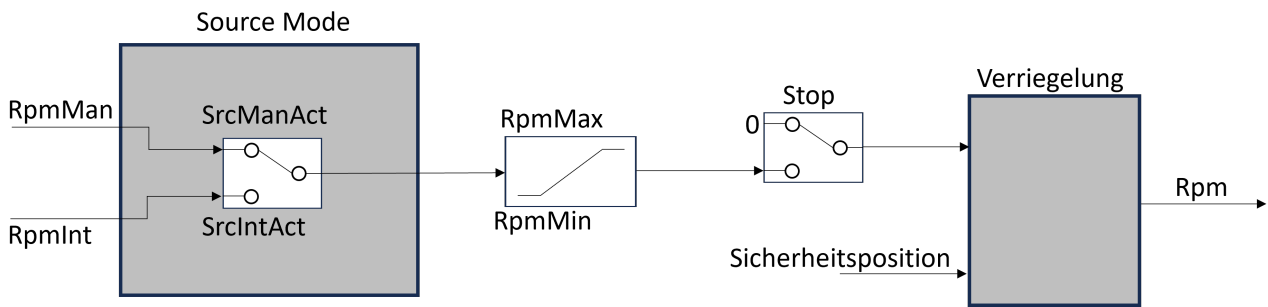 Source Mode
RpmMan
SrcManAct
RpmInt
SrcIntAct
RpmMax
RpmMin
Stop
0
Verriegelung
Sicherheitsposition
Rpm